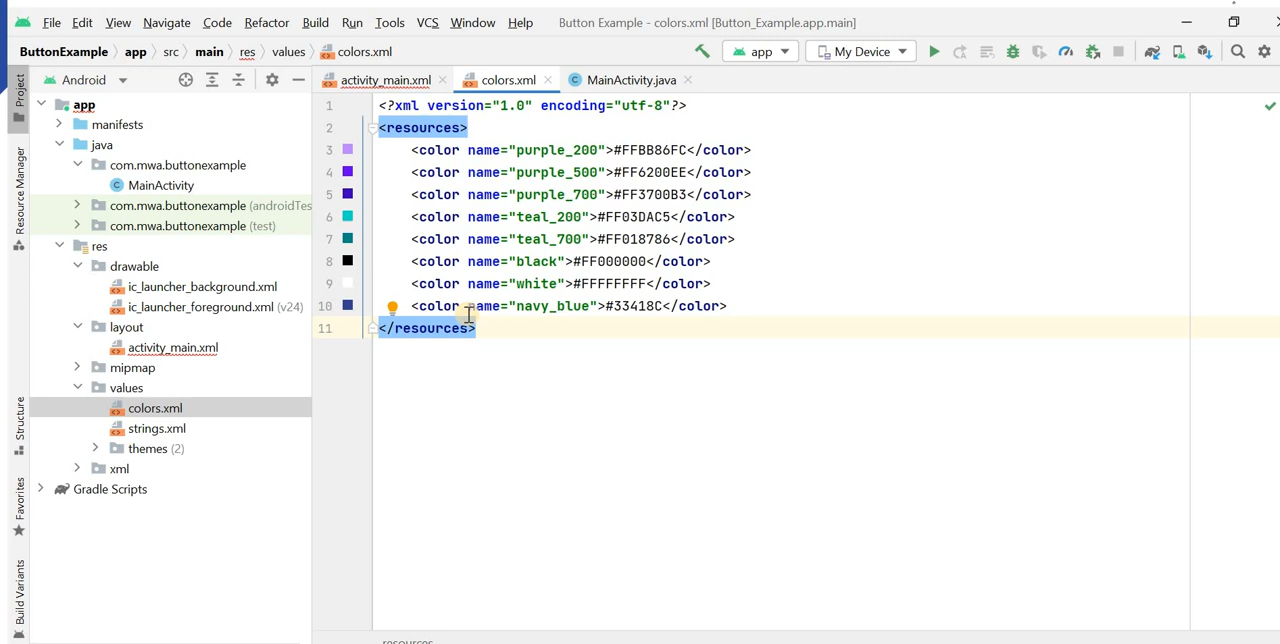 File Edit View Navigate Code Refactor Build Run Tools VCS Window Help Button Example - colors.xml [Button_Example.app.main]
ButtonExample app src main res values colors.xml app My Device
Project
Resource Manager
Structure
Favorites
Build Variants
Android
app
manifests
java
com.mwa.buttonexample
MainActivity
com.mwa.buttonexample (androidTes
com.mwa.buttonexample (test)
res
drawable
ic_launcher_background.xml
ic_launcher_foreground.xml (v24)
layout
activity_main.xml
mipmap
values
colors.xml
strings.xml
themes (2)
xml
Gradle Scripts
activity_main.xml colors.xml MainActivity.java
1 <?xml version="1.0" encoding="utf-8"?>
2 <resources>
3 <color name="purple_200">#FFBB86FC</color>
4 <color name="purple_500">#FF6200EE</color>
5 <color name="purple_700">#FF3700B3</color>
6 <color name="teal_200">#FF03DAC5</color>
7 <color name="teal_700">#FF018786</color>
8 <color name="black">#FF000000</color>
9 <color name="white">#FFFFFFFF</color>
10 <color name="navy_blue">#33418C</color>
11 </resources>
resources